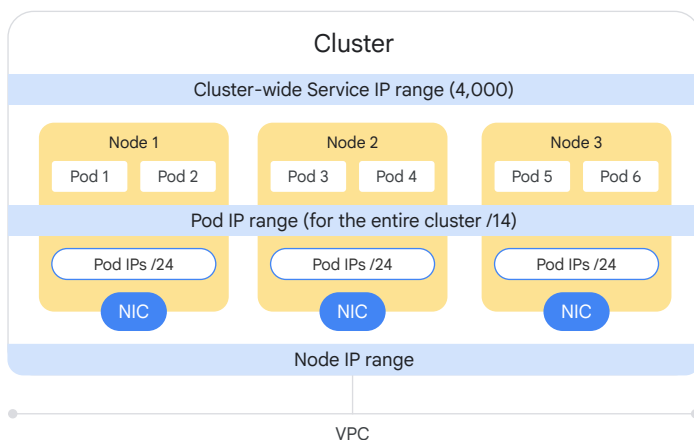 Cluster
Cluster-wide Service IP range (4,000)
Node 1
Node 2
Node 3
Pod 1
Pod 2
Pod 3
Pod 4
Pod 5
Pod 6
Pod IP range (for the entire cluster /14)
Pod IPs /24
Pod IPs /24
Pod IPs /24
NIC
NIC
NIC
Node IP range
VPC